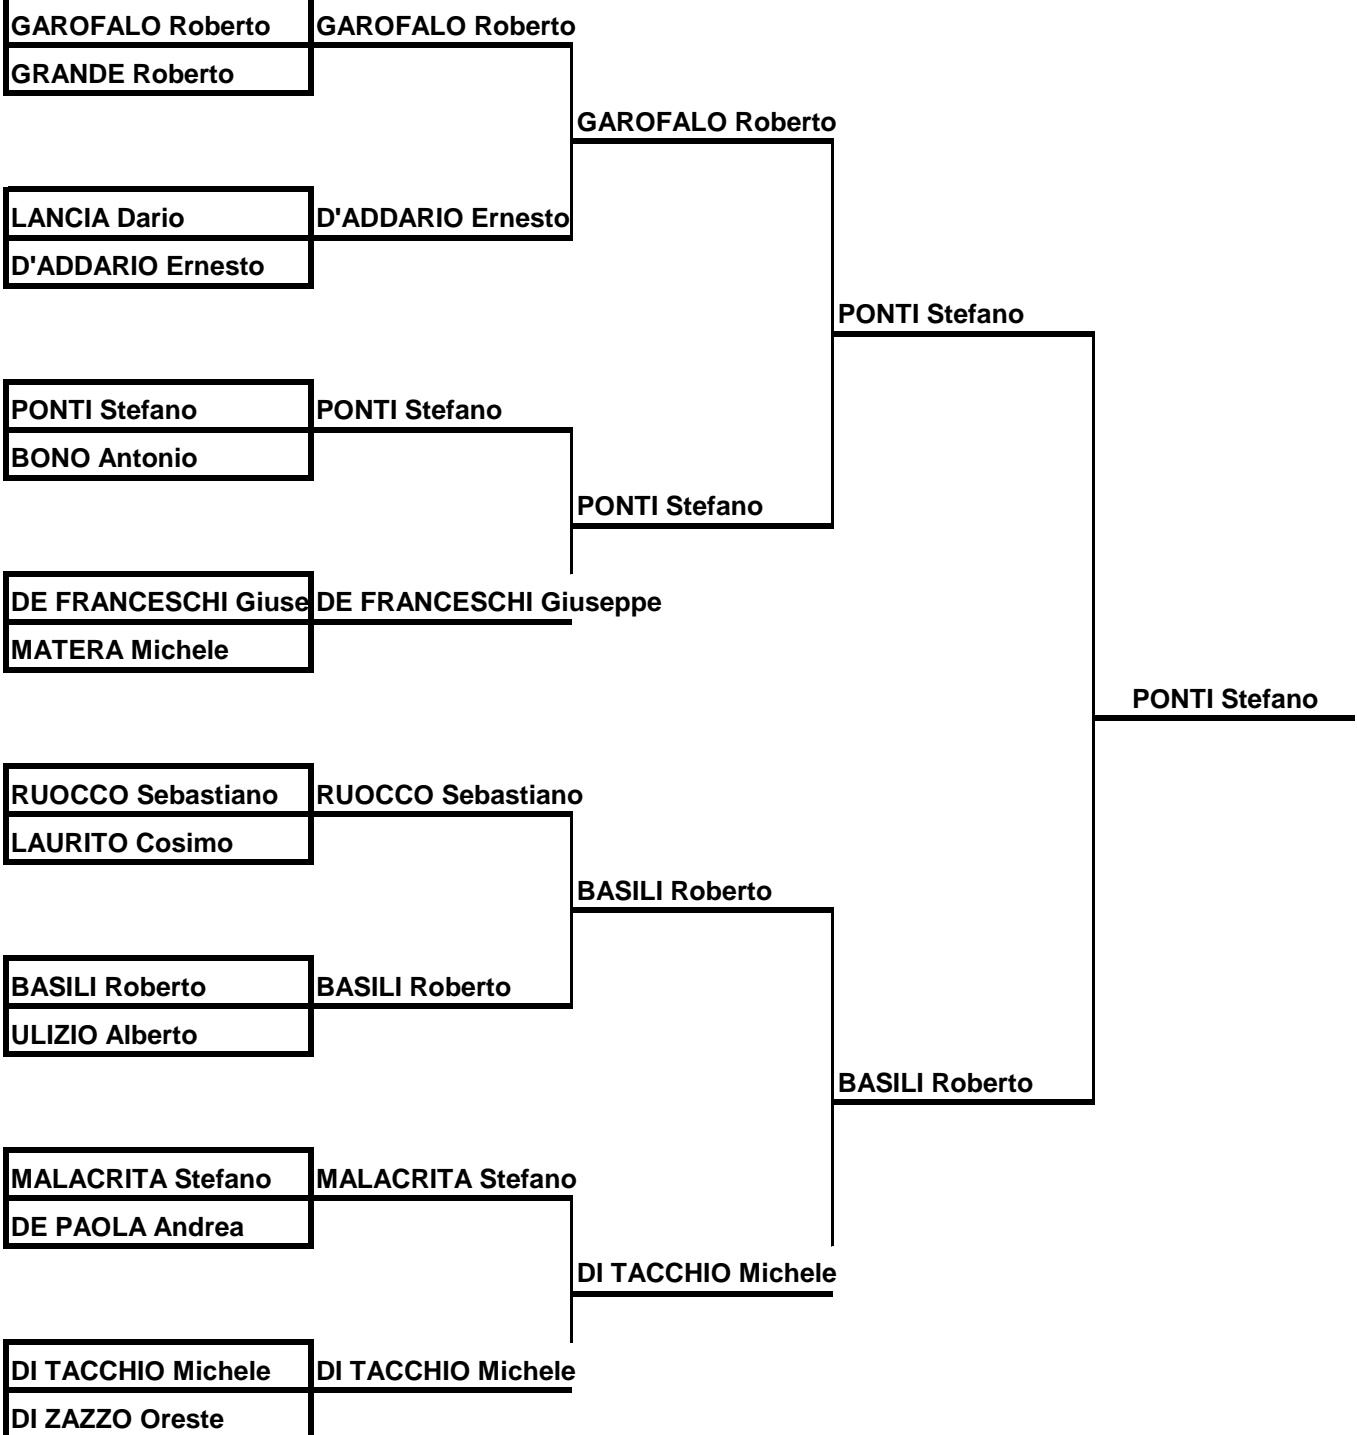 GAROFALO Roberto GAROFALO Roberto
GRANDE Roberto
GAROFALO Roberto
LANCIA Dario D'ADDARIO Ernesto
D'ADDARIO Ernesto
PONTI Stefano
PONTI Stefano PONTI Stefano
BONO Antonio
PONTI Stefano
DE FRANCESCHI Giuse DE FRANCESCHI Giuseppe
MATERA Michele
PONTI Stefano
RUOCCO Sebastiano RUOCCO Sebastiano
LAURITO Cosimo
BASILI Roberto
BASILI Roberto BASILI Roberto
ULIZIO Alberto
BASILI Roberto
MALACRITA Stefano MALACRITA Stefano
DE PAOLA Andrea
DI TACCHIO Michele
DI TACCHIO Michele DI TACCHIO Michele
DI ZAZZO Oreste